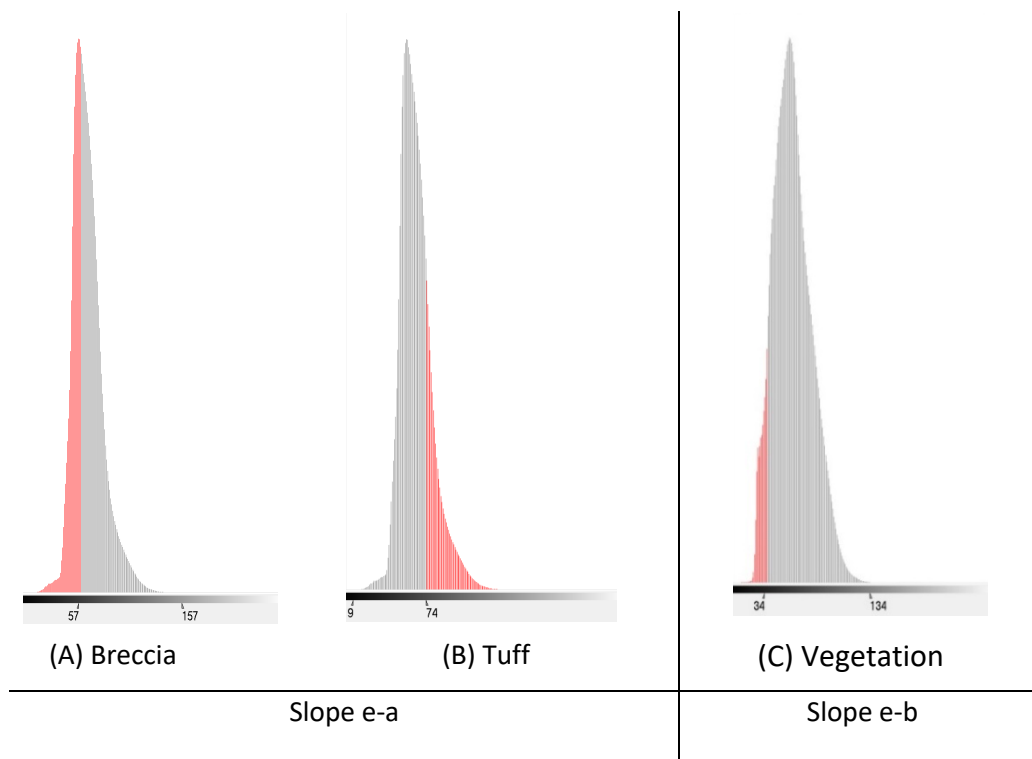 57 157
9 74
34 134
(A) Breccia
(B) Tuff
(C) Vegetation
Slope e-a
Slope e-b